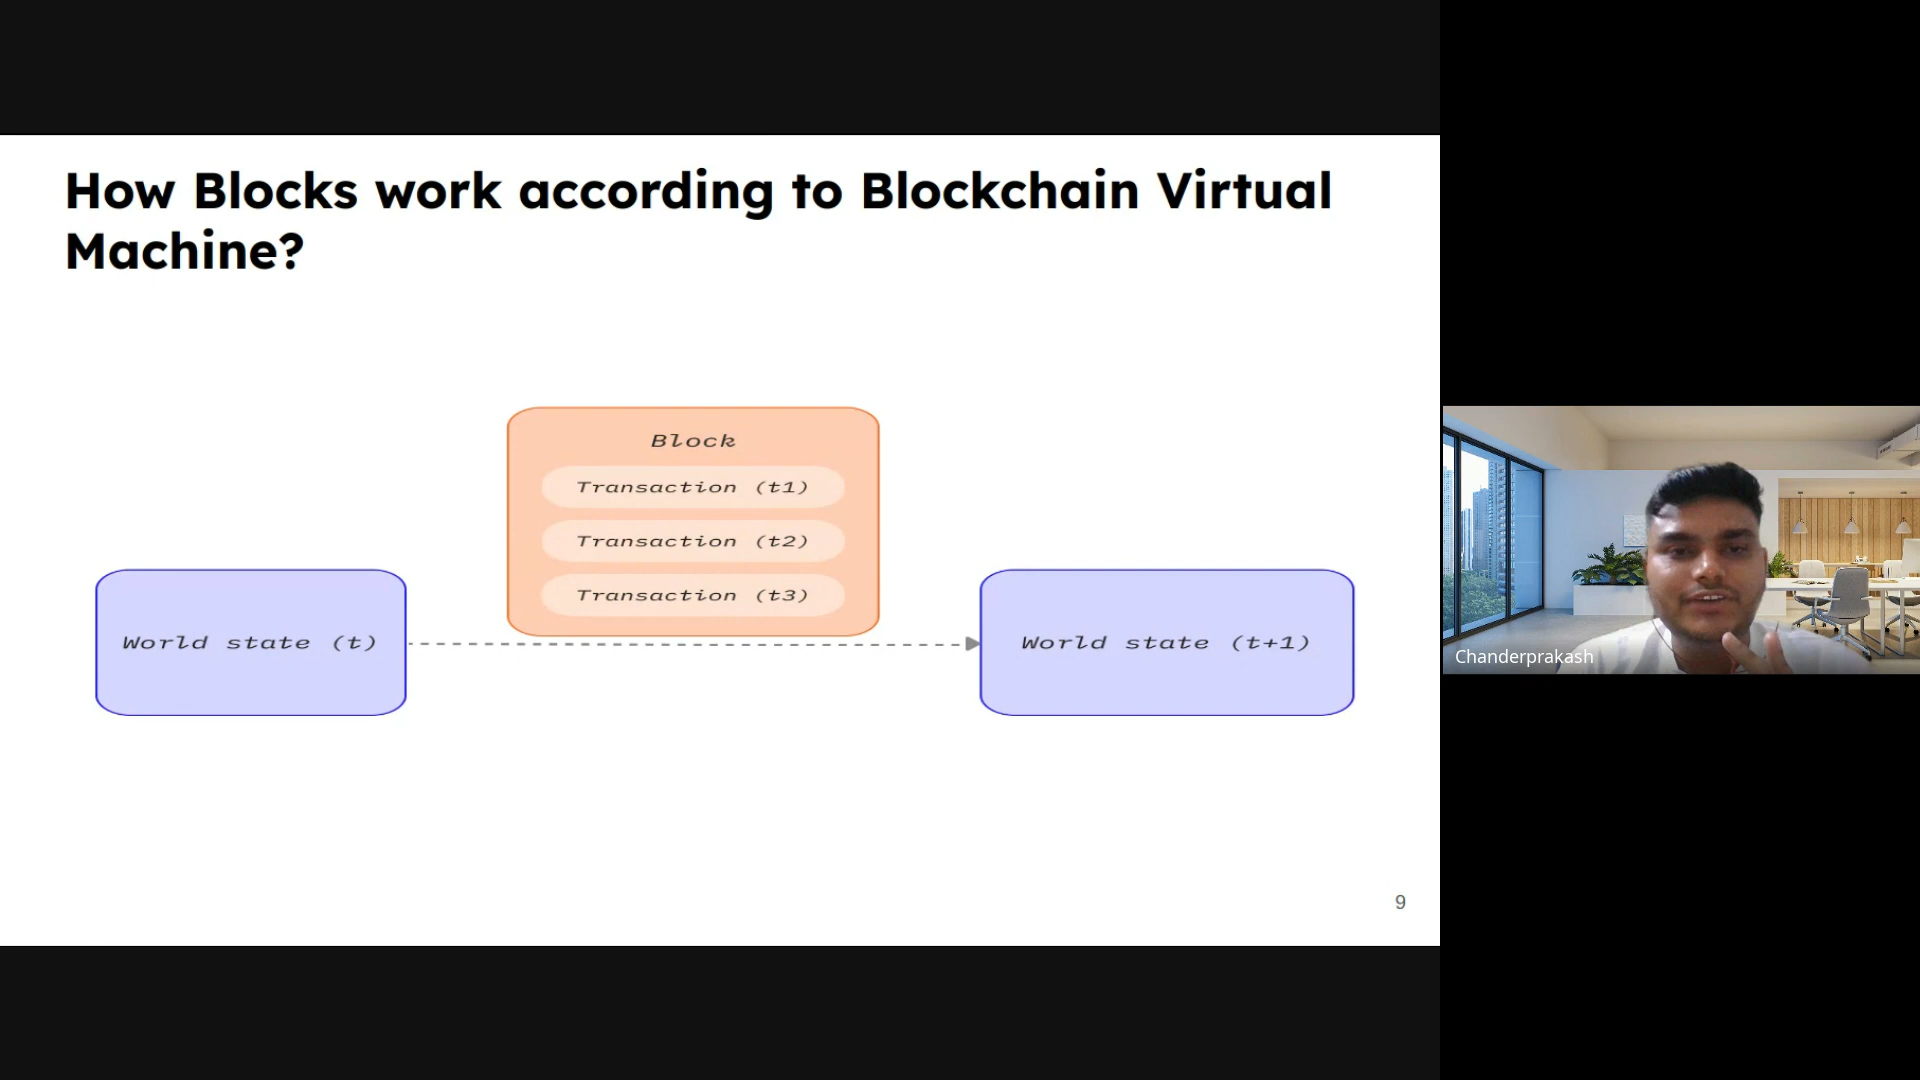 How Blocks work according to Blockchain Virtual
Machine?
Block
Transaction (t1)
Transaction (t2)
Transaction (t3)
World state (t)
World state (t+1)
9
Chanderprakash